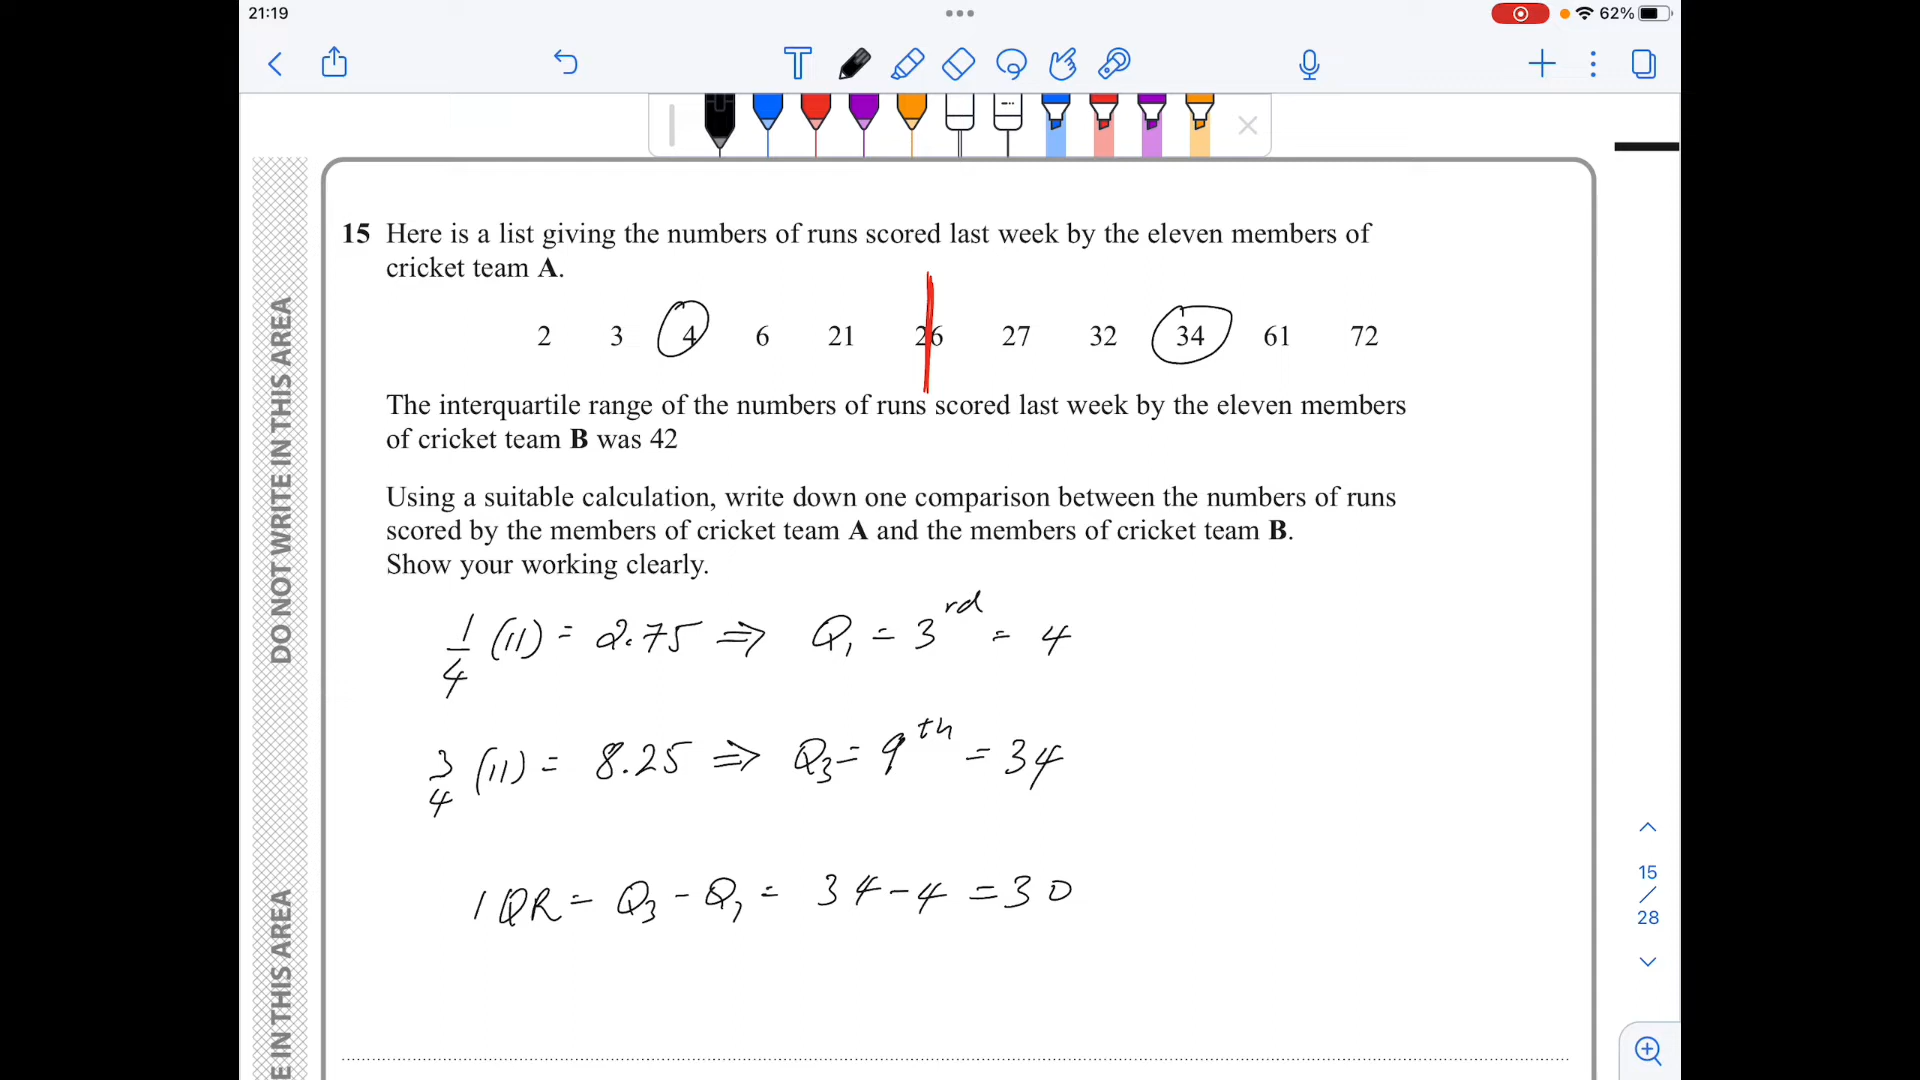 21:19
62%
T
15 Here is a list giving the numbers of runs scored last week by the eleven members of
cricket team A.
2 3 4 6 21 26 27 32 34 61 72
The interquartile range of the numbers of runs scored last week by the eleven members
of cricket team B was 42
Using a suitable calculation, write down one comparison between the numbers of runs
scored by the members of cricket team A and the members of cricket team B.
Show your working clearly.
1/4 (11) = 2.75 ⇒ Q₁ = 3rd = 4
3/4 (11) = 8.25 ⇒ Q₃ = 9th = 34
IQR = Q₃ - Q₁ = 34 - 4 = 30
DO NOT WRITE IN THIS AREA
E IN THIS AREA
15
/
28